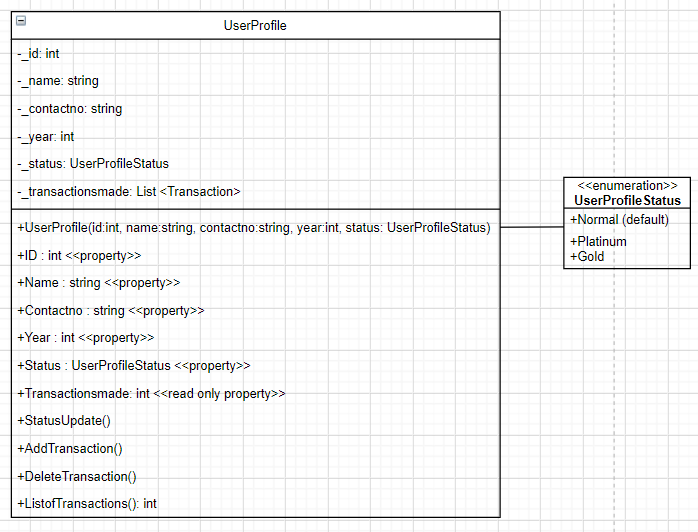 UserProfile
-_id: int
-_name: string
-_contactno: string
-_year: int
-_status: UserProfileStatus
-_transactionsmade: List <Transaction>
+UserProfile(id:int, name:string, contactno:string, year:int, status: UserProfileStatus)
+ID : int <<property>>
+Name : string <<property>>
+Contactno : string <<property>>
+Year : int <<property>>
+Status : UserProfileStatus <<property>>
+Transactionsmade: int <<read only property>>
+StatusUpdate()
+AddTransaction()
+DeleteTransaction()
+ListofTransactions(): int
<<enumeration>>
UserProfileStatus
+Normal (default)
+Platinum
+Gold